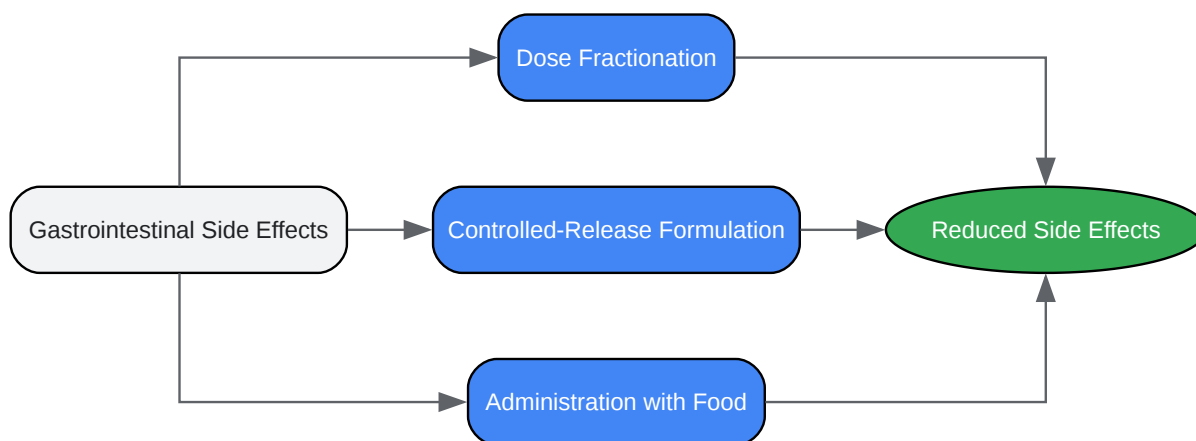 Dose Fractionation
Gastrointestinal Side Effects
Controlled-Release Formulation
Reduced Side Effects
Administration with Food